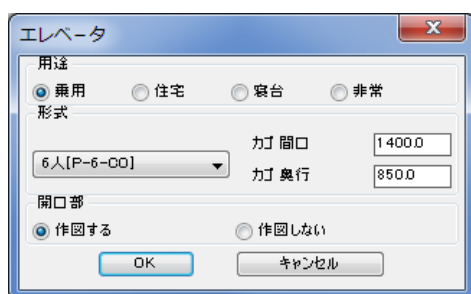 エレベータ
用途
乗用 住宅 寝台 非常
形式
6人[P-6-CO]
カゴ 間口 1400.0
カゴ 奥行 850.0
開口部
作図する 作図しない
OK キャンセル